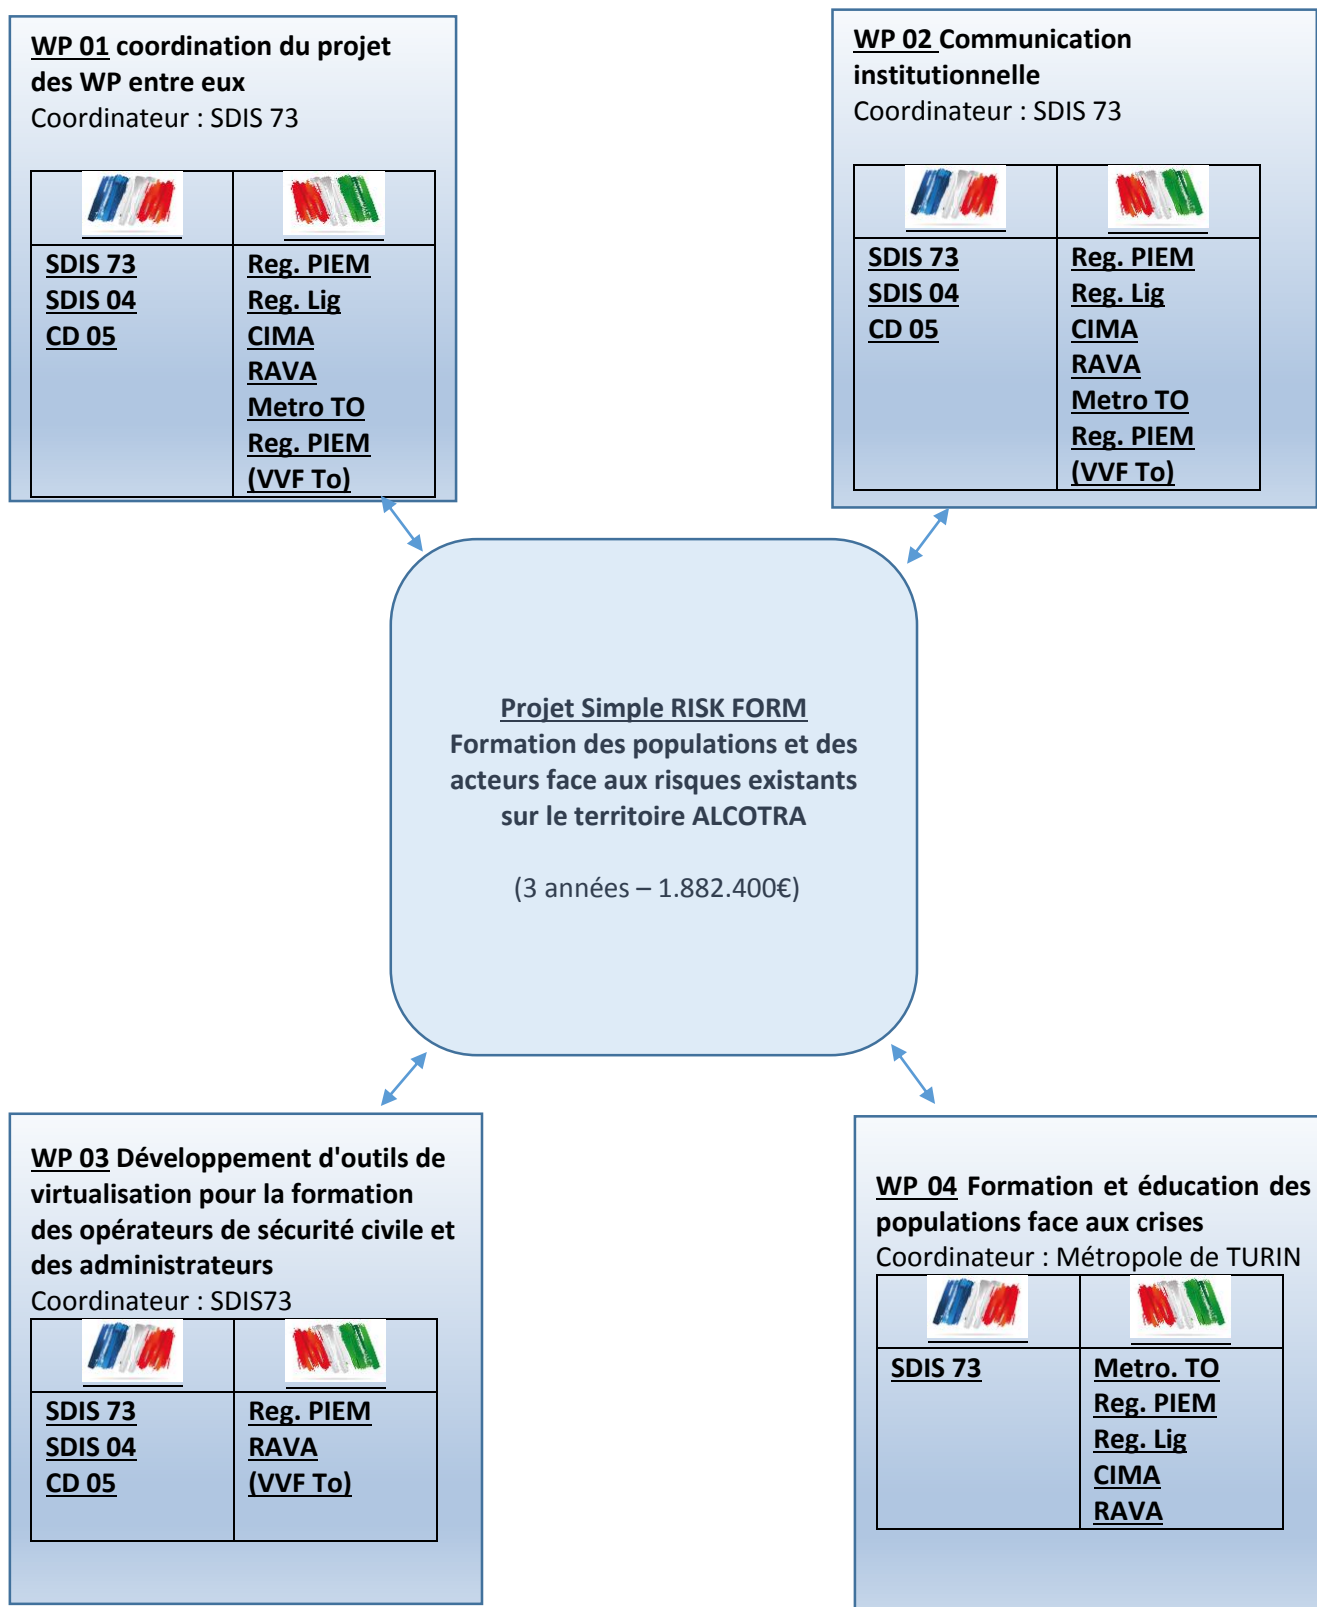 WP 01 coordination du projet
des WP entre eux
Coordinateur : SDIS 73
SDIS 73
SDIS 04
CD 05
Reg. PIEM
Reg. Lig
CIMA
RAVA
Metro TO
Reg. PIEM
(VVF To)
WP 02 Communication
institutionnelle
Coordinateur : SDIS 73
SDIS 73
SDIS 04
CD 05
Reg. PIEM
Reg. Lig
CIMA
RAVA
Metro TO
Reg. PIEM
(VVF To)
Projet Simple RISK FORM
Formation des populations et des
acteurs face aux risques existants
sur le territoire ALCOTRA
(3 années – 1.882.400€)
WP 03 Développement d'outils de
virtualisation pour la formation
des opérateurs de sécurité civile et
des administrateurs
Coordinateur : SDIS73
SDIS 73
SDIS 04
CD 05
Reg. PIEM
RAVA
(VVF To)
WP 04 Formation et éducation des
populations face aux crises
Coordinateur : Métropole de TURIN
SDIS 73
Metro. TO
Reg. PIEM
Reg. Lig
CIMA
RAVA